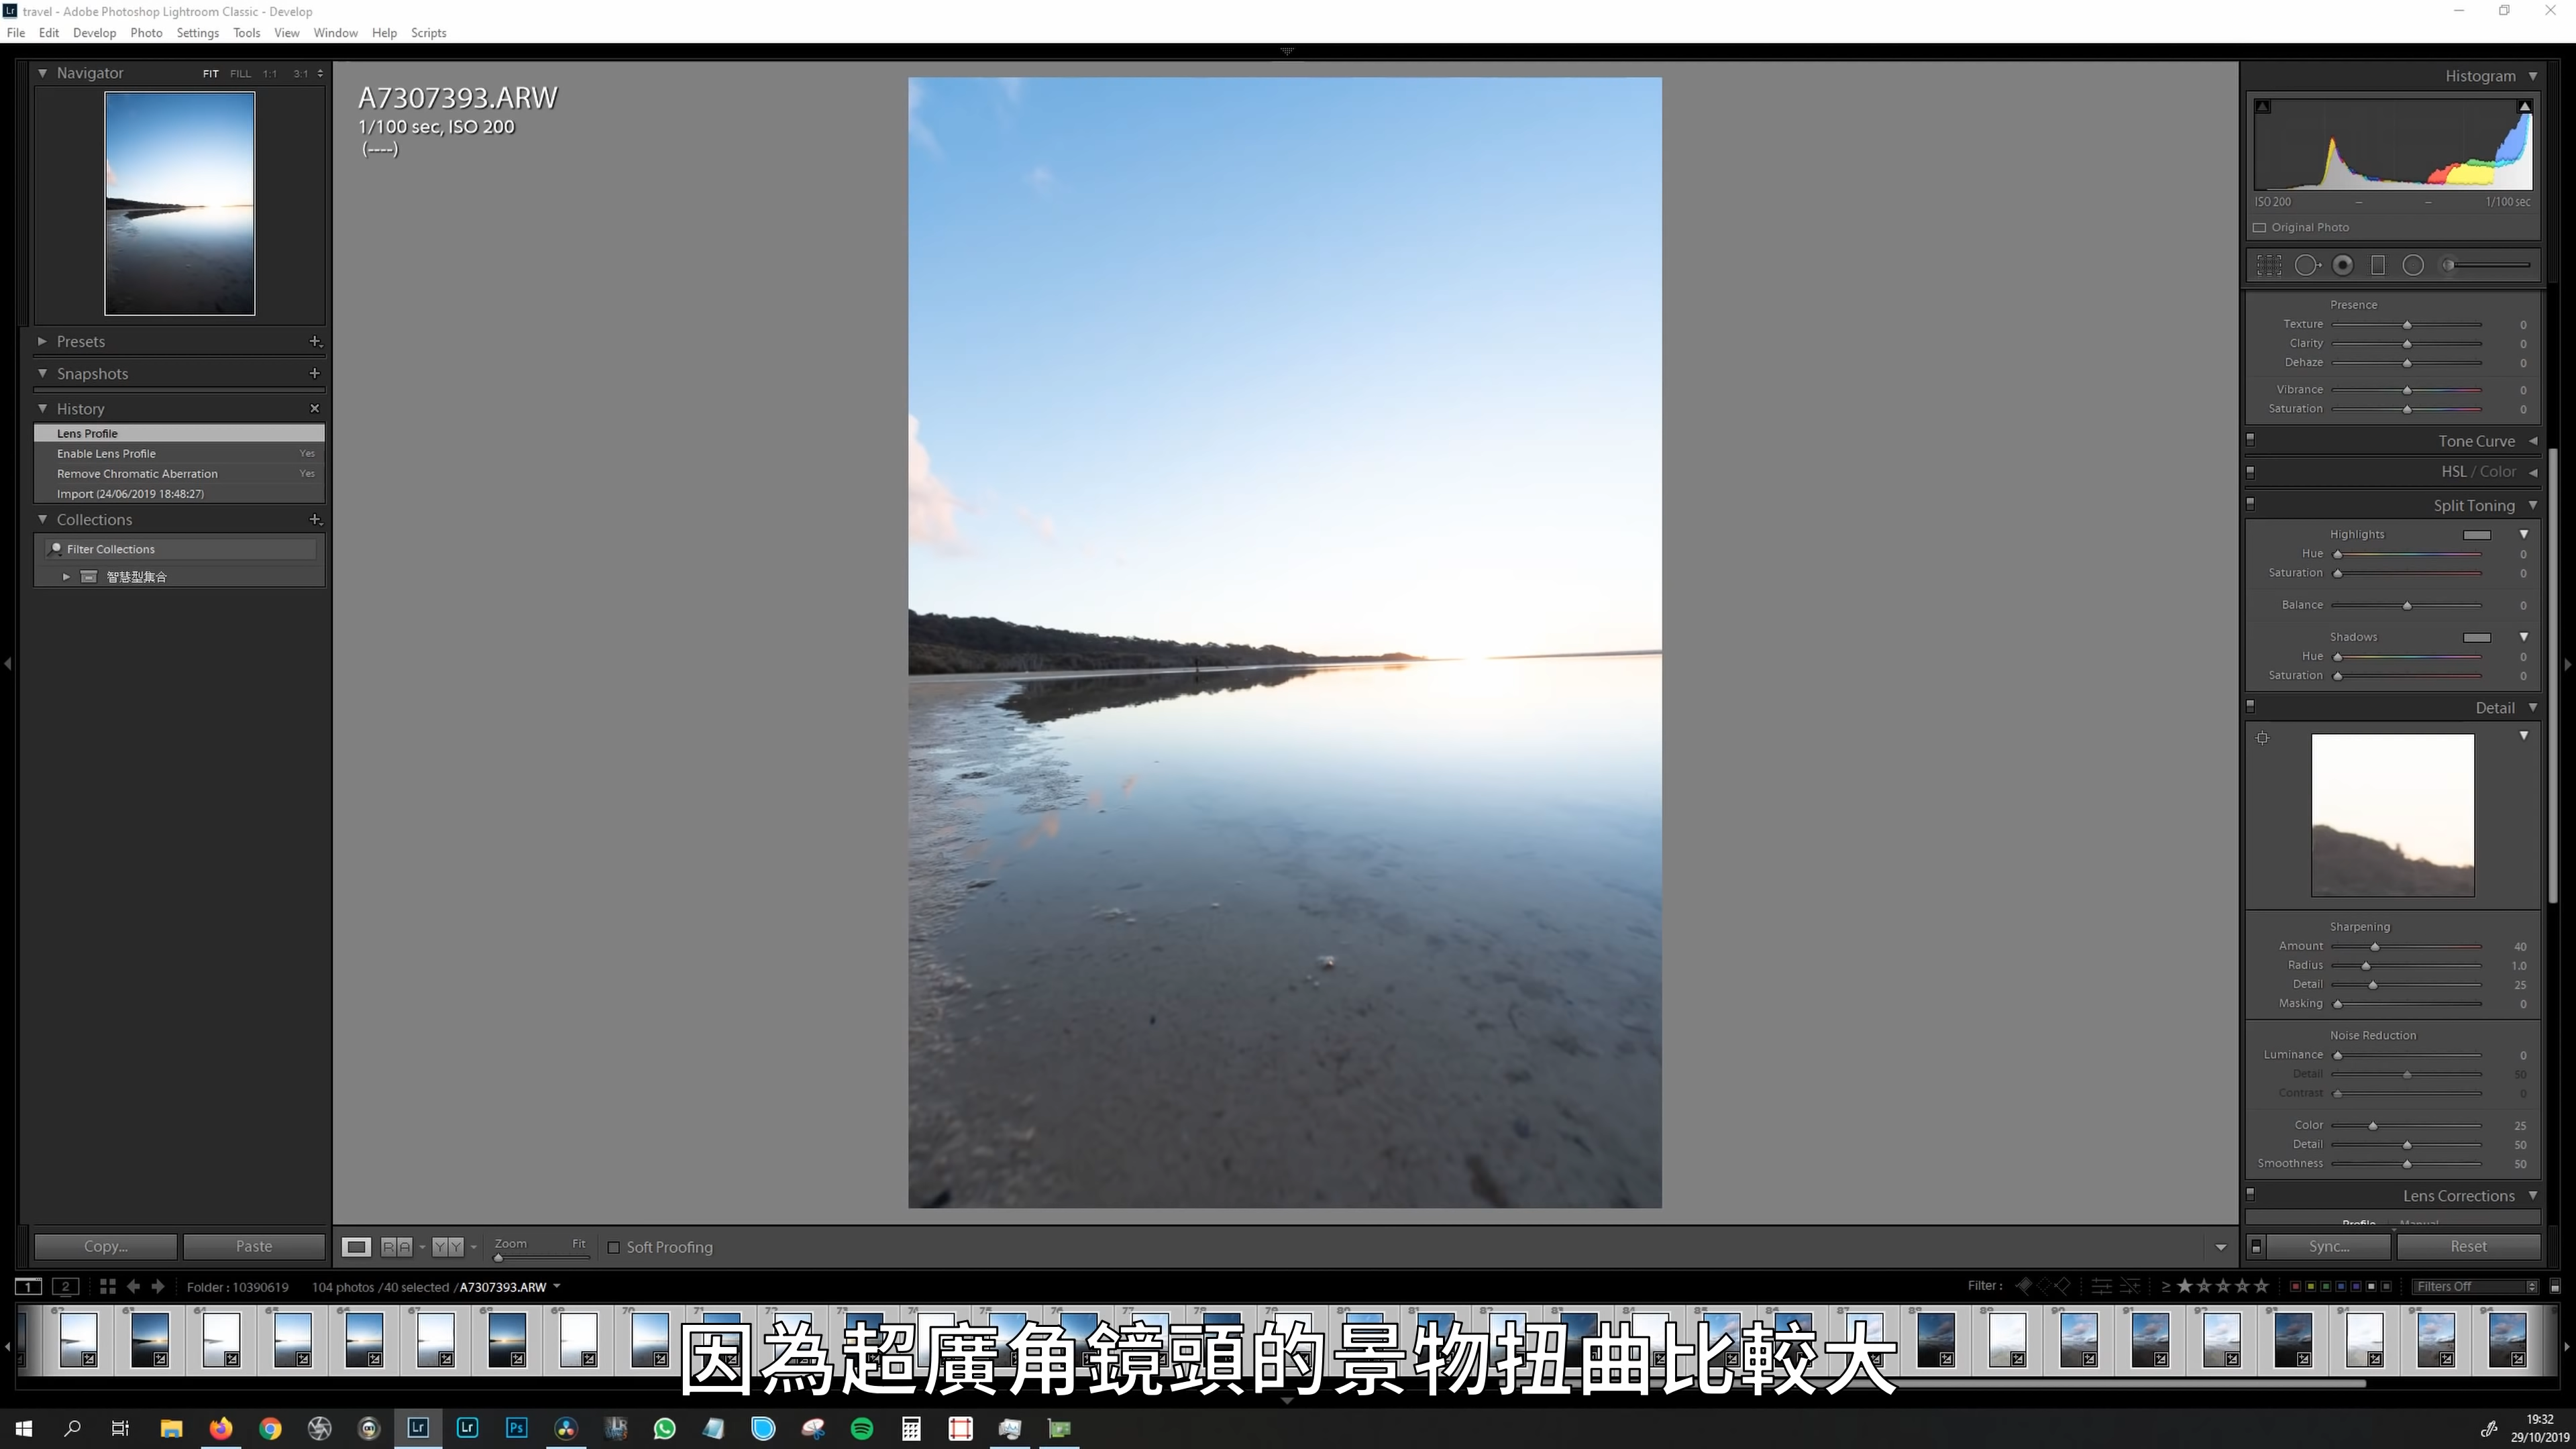 travel - Adobe Photoshop Lightroom Classic - Develop
File Edit Develop Photo Settings Tools View Window Help Scripts
Navigator FIT FILL 1:1 3:1
Presets
Snapshots
History
Lens Profile
Enable Lens Profile Yes
Remove Chromatic Aberration Yes
Import (24/06/2019 18:48:27)
Collections
Filter Collections
智慧型集合
Copy... Paste
A7307393.ARW
1/100 sec, ISO 200
(----)
Histogram
ISO 200 – – 1/100 sec
Original Photo
Presence
Texture 0
Clarity 0
Dehaze 0
Vibrance 0
Saturation 0
Tone Curve
HSL / Color
Split Toning
Highlights
Hue 0
Saturation 0
Balance 0
Shadows
Hue 0
Saturation 0
Detail
Sharpening
Amount 40
Radius 1.0
Detail 25
Masking 0
Noise Reduction
Luminance 0
Detail 50
Contrast 0
Color 25
Detail 50
Smoothness 50
Lens Corrections
Profile Manual
Sync... Reset
RA YY Zoom Fit Soft Proofing
1 2 Folder : 10390619 104 photos / 40 selected / A7307393.ARW Filter : ≥ Filters Off
因為超廣角鏡頭的景物扭曲比較大
19:32
29/10/2019